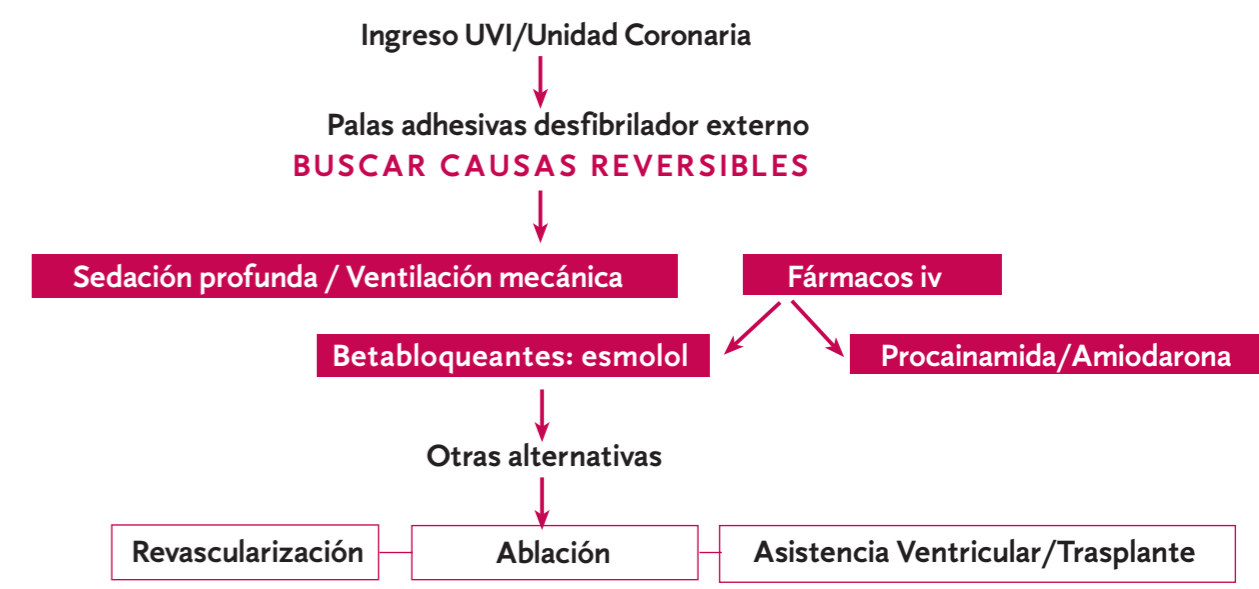 Ingreso UVI/Unidad Coronaria
Palas adhesivas desfibrilador externo
BUSCAR CAUSAS REVERSIBLES
Sedación profunda / Ventilación mecánica
Fármacos iv
Betabloqueantes: esmolol
Procainamida/Amiodarona
Otras alternativas
Revascularización
Ablación
Asistencia Ventricular/Trasplante